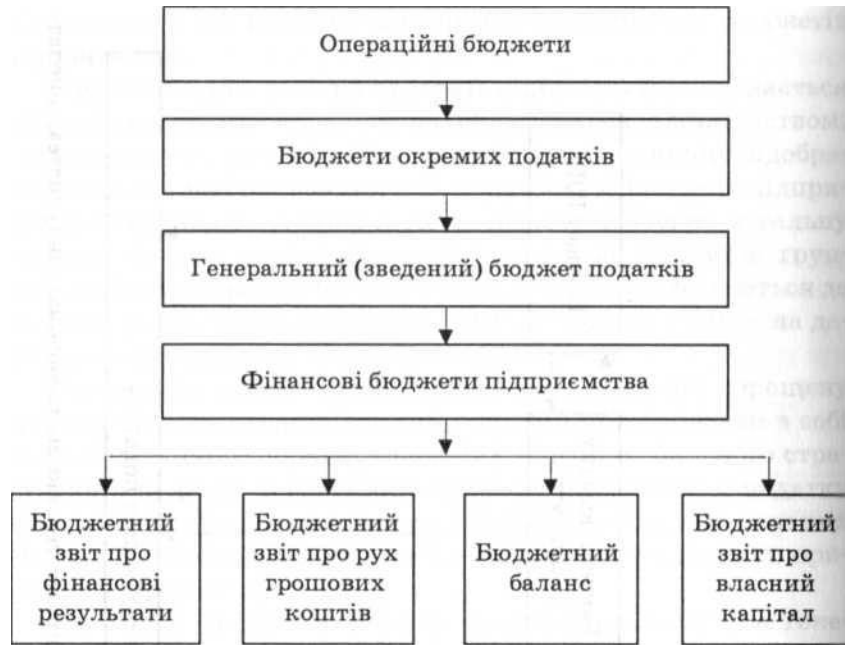 Операційні бюджети
Бюджети окремих податків
Генеральний (зведений) бюджет податків
Фінансові бюджети підприємства
Бюджетний
звіт про
фінансові
результати
Бюджетний
звіт про рух
грошових
коштів
Бюджетний
баланс
Бюджетний
звіт про
власний
капітал